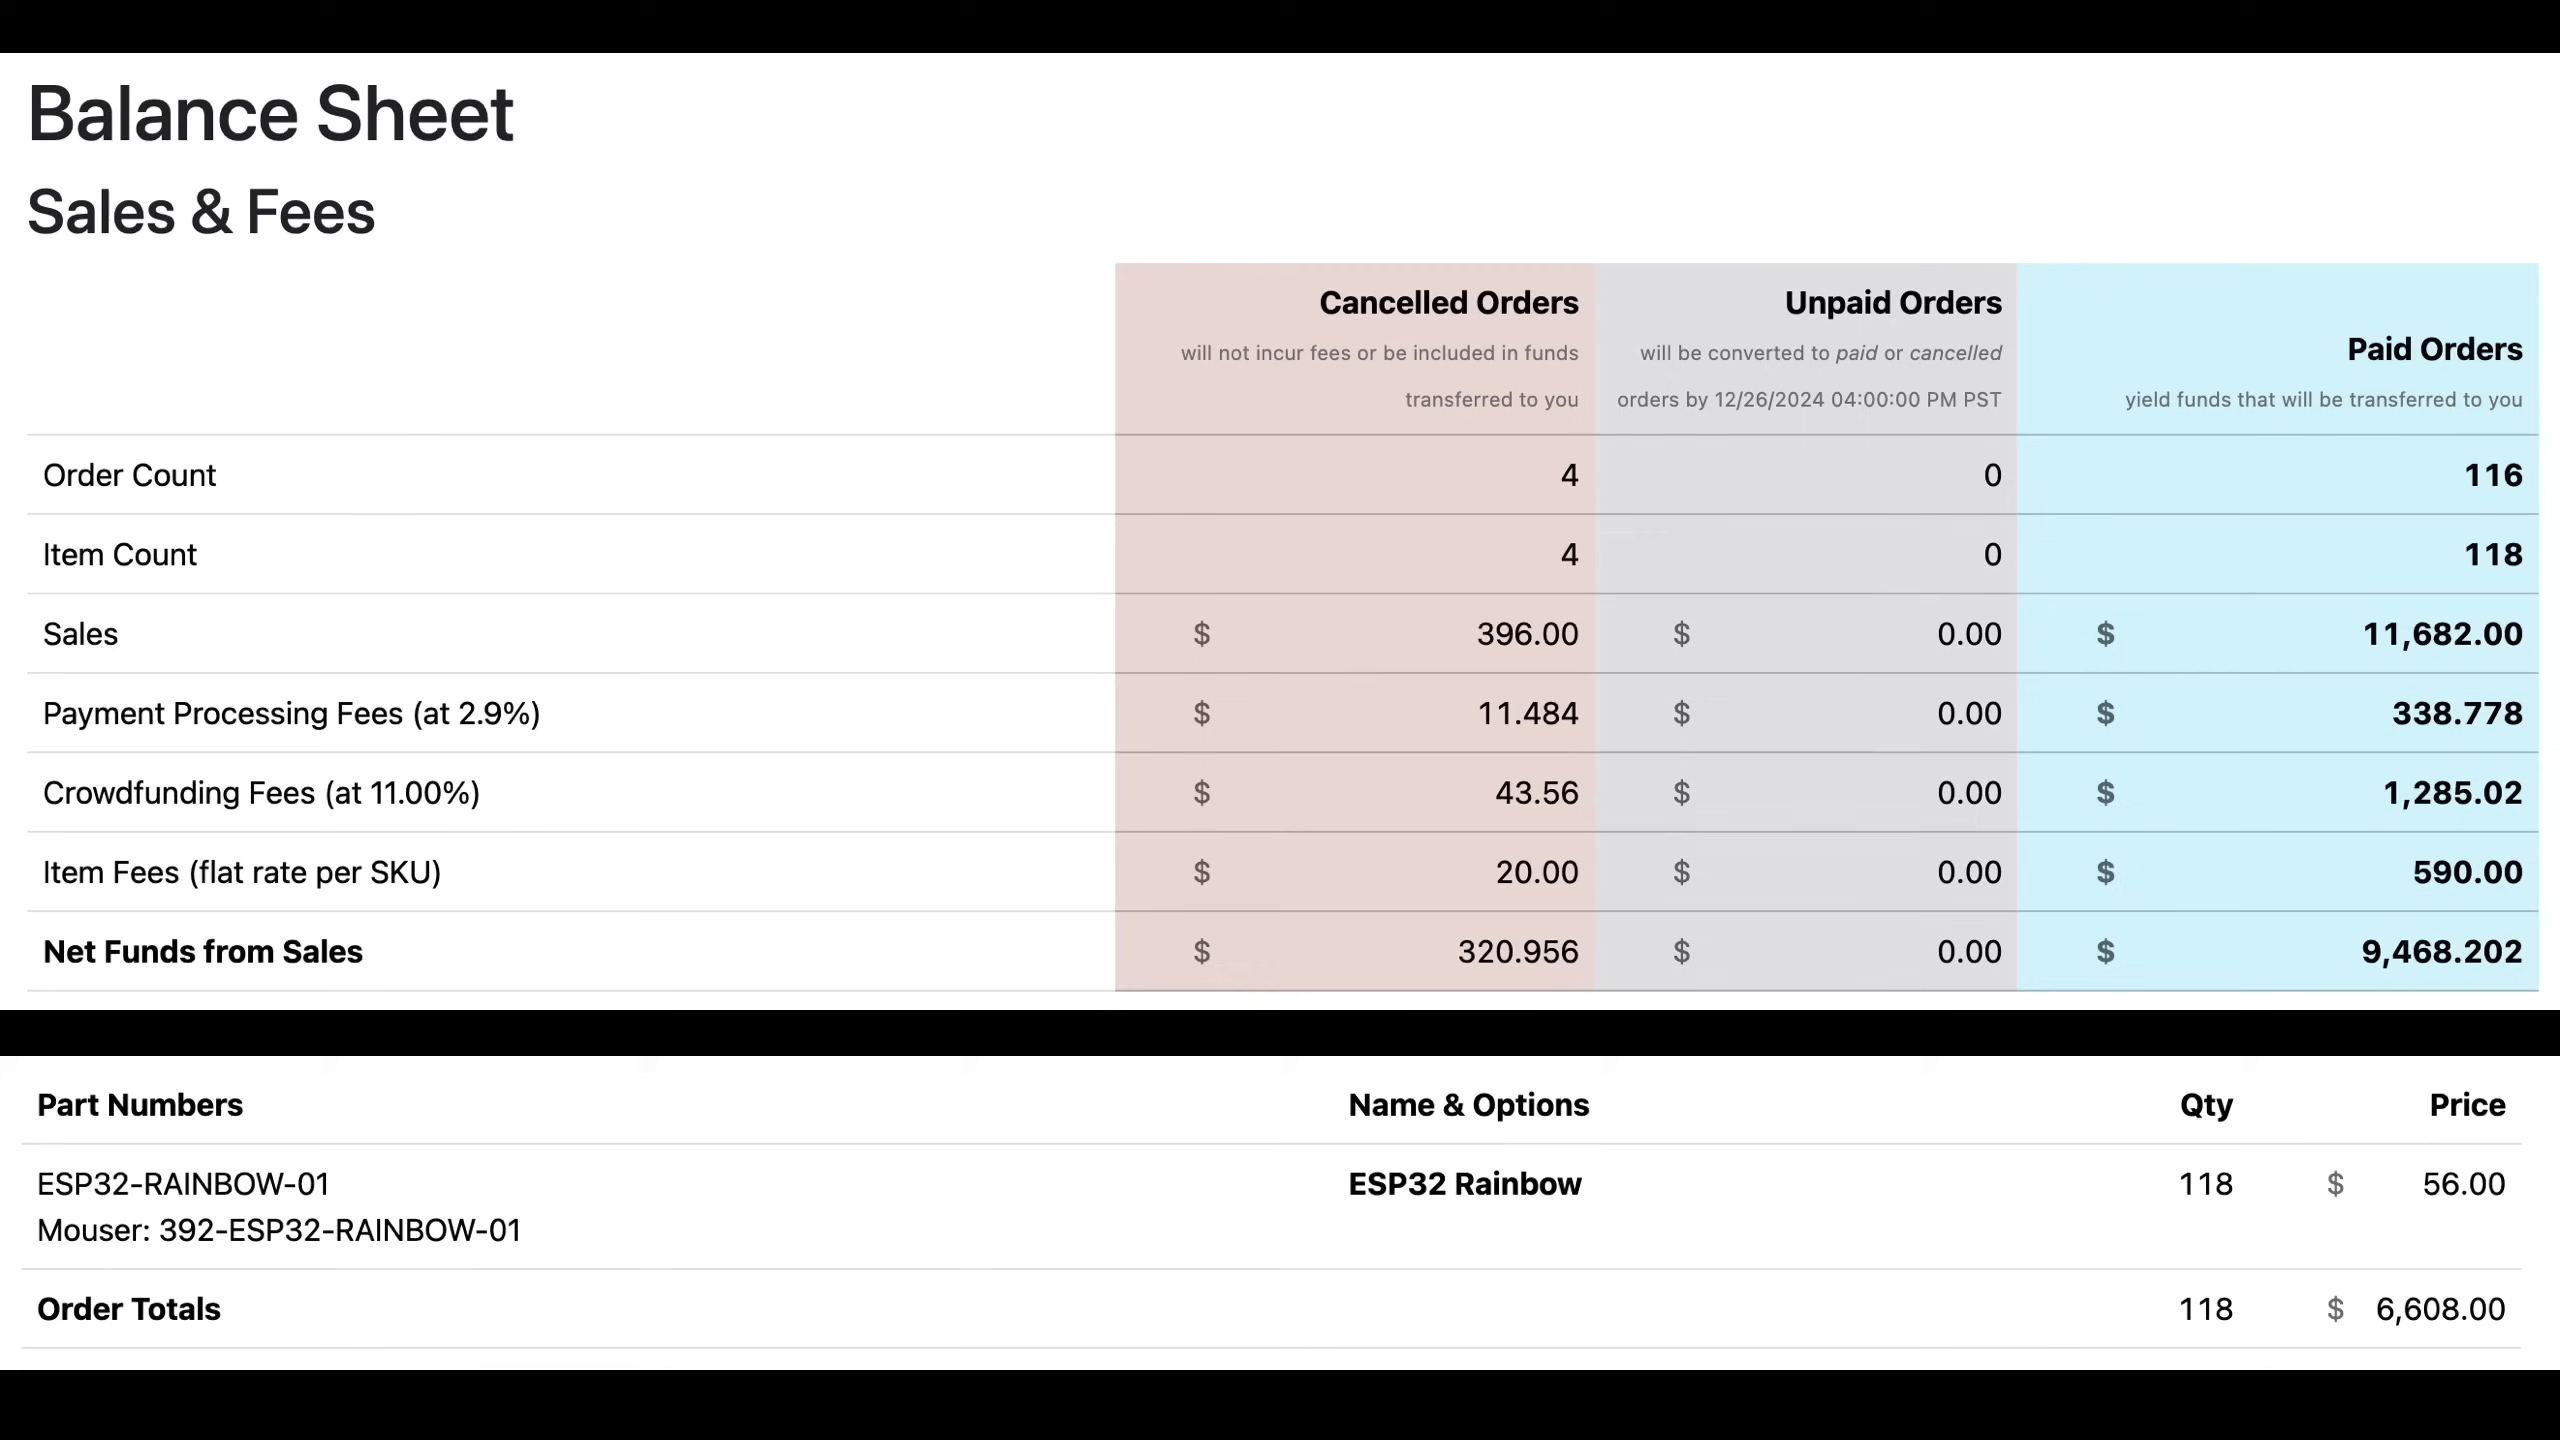 Balance Sheet
Sales & Fees
Cancelled Orders
will not incur fees or be included in funds
transferred to you
Unpaid Orders
will be converted to paid or cancelled
orders by 12/26/2024 04:00:00 PM PST
Paid Orders
yield funds that will be transferred to you
Order Count 4 0 116
Item Count 4 0 118
Sales $ 396.00 $ 0.00 $ 11,682.00
Payment Processing Fees (at 2.9%) $ 11.484 $ 0.00 $ 338.778
Crowdfunding Fees (at 11.00%) $ 43.56 $ 0.00 $ 1,285.02
Item Fees (flat rate per SKU) $ 20.00 $ 0.00 $ 590.00
Net Funds from Sales $ 320.956 $ 0.00 $ 9,468.202
Part Numbers Name & Options Qty Price
ESP32-RAINBOW-01 ESP32 Rainbow 118 $ 56.00
Mouser: 392-ESP32-RAINBOW-01
Order Totals 118 $ 6,608.00